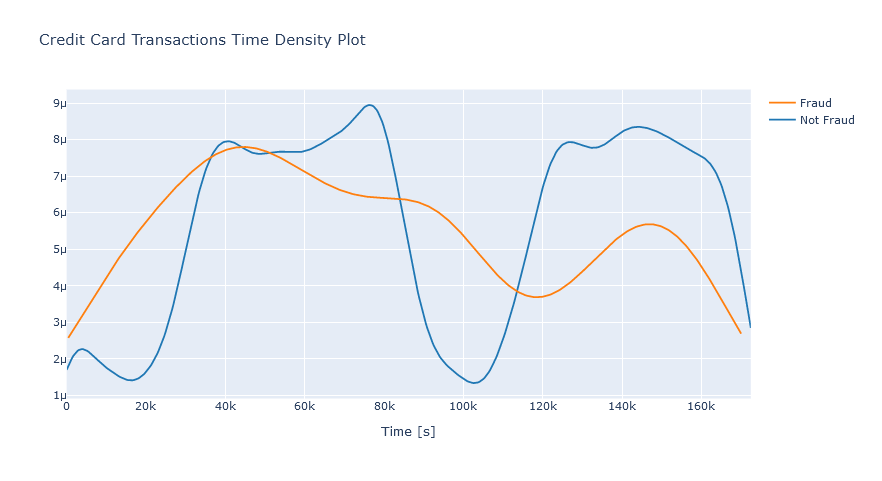 Credit Card Transactions Time Density Plot
9μ
8μ
7μ
6μ
5μ
4μ
3μ
2μ
1μ
0 20k 40k 60k 80k 100k 120k 140k 160k
Time [s]
Fraud
Not Fraud